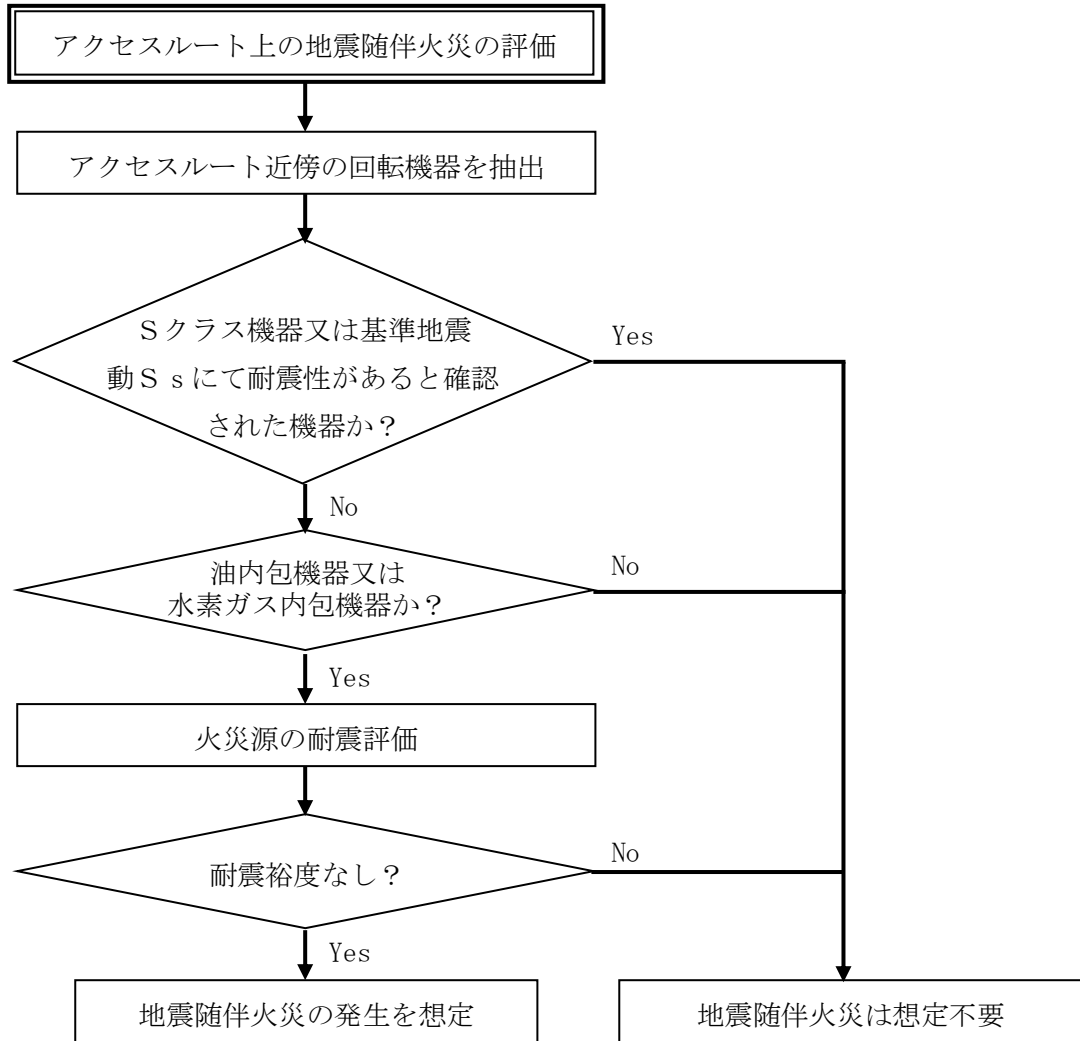 アクセスルート上の地震随伴火災の評価
アクセスルート近傍の回転機器を抽出
Ｓクラス機器又は基準地震
動Ｓｓにて耐震性があると確認
された機器か？
Yes
No
油内包機器又は
水素ガス内包機器か？
No
Yes
火災源の耐震評価
耐震裕度なし？
No
Yes
地震随伴火災の発生を想定
地震随伴火災は想定不要